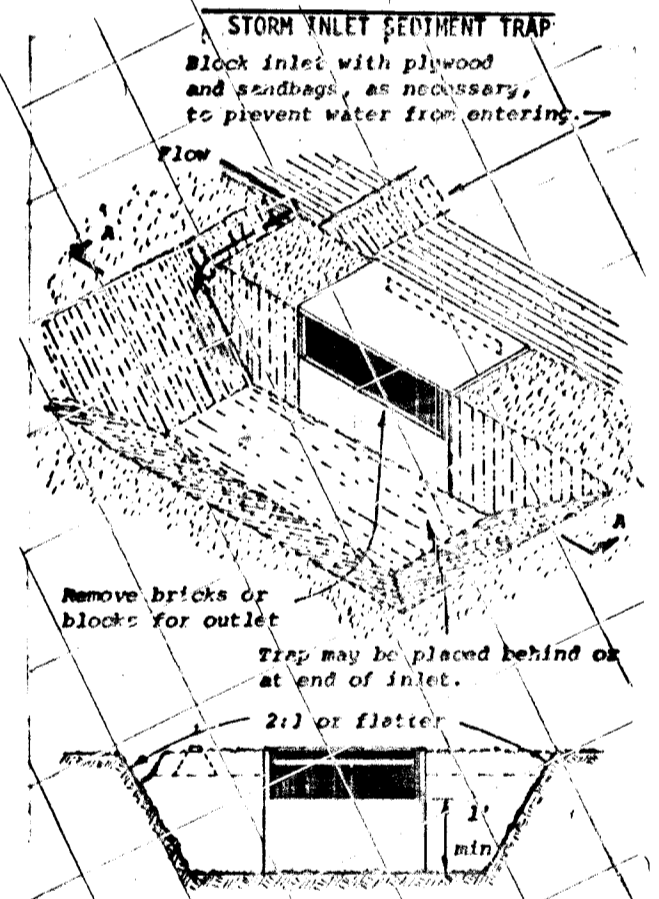 STORM INLET SEDIMENT TRAP
Block inlet with plywood
and sandbags, as necessary,
to prevent water from entering.
Flow
A
A
Remove bricks or
blocks for outlet
Trap may be placed behind or
at end of inlet.
2:1 or flatter
1'
min